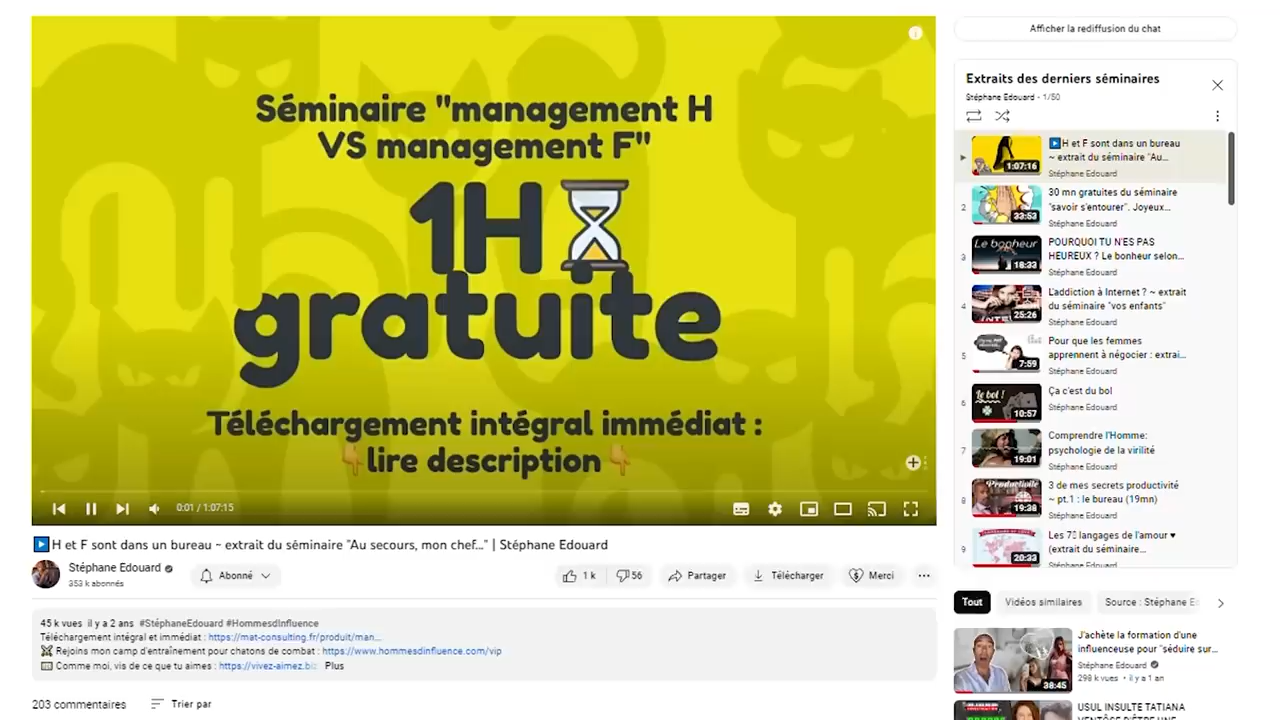 Séminaire "management H
VS management F"
1H
gratuite
Téléchargement intégral immédiat :
lire description
0:01 / 1:07:15
H et F sont dans un bureau ~ extrait du séminaire "Au secours, mon chef..." | Stéphane Edouard
Stéphane Edouard
353 k abonnés
Abonné
1 k
56
Partager
Télécharger
Merci
45 k vues il y a 2 ans #StéphaneEdouard #HommesdInfluence
Téléchargement intégral et immédiat : https://mat-consulting.fr/produit/man...
Rejoins mon camp d'entraînement pour chatons de combat : https://www.hommesdinfluence.com/vip
Comme moi, vis de ce que tu aimes : https://vivez-aimez.bi Plus
203 commentaires
Trier par
Afficher la rediffusion du chat
Extraits des derniers séminaires
Stéphane Edouard - 1/50
H et F sont dans un bureau
~ extrait du séminaire "Au...
Stéphane Edouard
1:07:16
2
30 mn gratuites du séminaire
"savoir s'entourer". Joyeux...
Stéphane Edouard
33:53
3
Le bonheur
POURQUOI TU N'ES PAS
HEUREUX ? Le bonheur selon...
Stéphane Edouard
18:33
4
L'addiction à Internet ? ~ extrait
du séminaire "vos enfants"
Stéphane Edouard
25:26
5
Pour que les femmes
apprennent à négocier : extrai...
Stéphane Edouard
7:59
6
Le bol !
Ça c'est du bol
Stéphane Edouard
10:57
7
Comprendre l'Homme:
psychologie de la virilité
Stéphane Edouard
19:01
8
Productivité
3 de mes secrets productivité
~ pt.1 : le bureau (19mn)
Stéphane Edouard
19:38
9
langages de l'amour ♥
(extrait du séminaire...
Stéphane Edouard
20:33
Tout
Vidéos similaires
Source : Stéphane E
J'achète la formation d'une
influenceuse pour "séduire sur...
Stéphane Edouard
298 k vues • il y a 1 an
38:45
USUL INSULTE TATIANA
VENTÔSE D'ÊTRE UNE